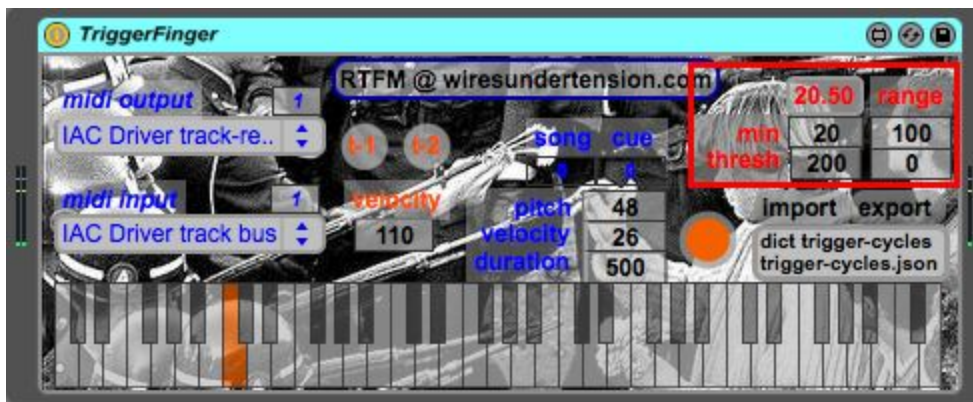 TriggerFinger
RTFM @ wiresundertension.com
midi output 1
IAC Driver track-re..
t-1 t-2
song cue
20.50 range
min 20 100
thresh 200 0
midi input 1
IAC Driver track bus
velocity
110
pitch 48
velocity 26
duration 500
import export
dict trigger-cycles
trigger-cycles.json
A